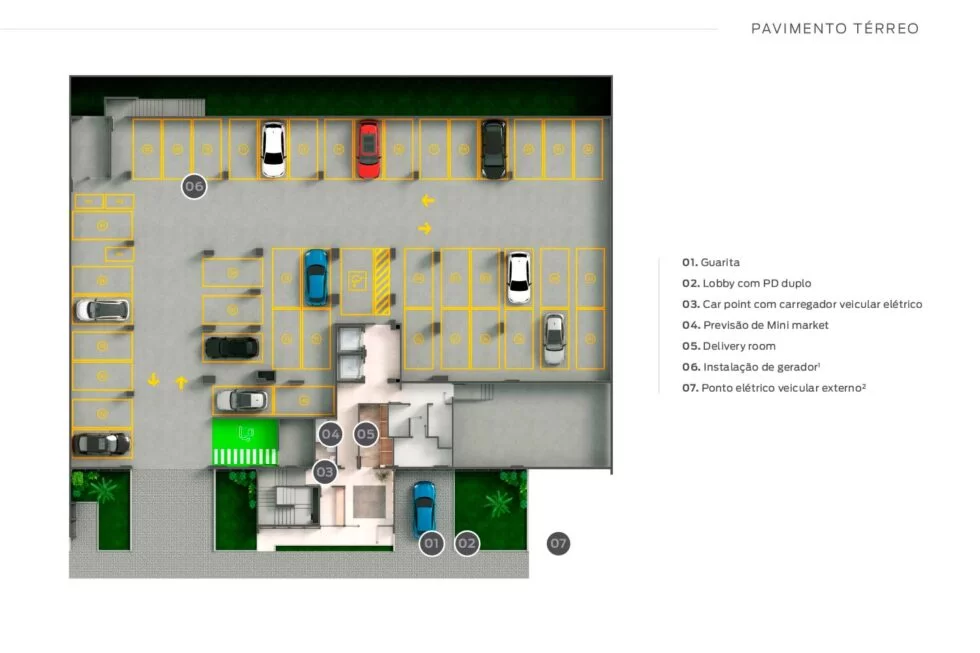 PAVIMENTO TÉRREO
06
01. Guarita
02. Lobby com PD duplo
03. Car point com carregador veicular elétrico
04. Previsão de Mini market
05. Delivery room
06. Instalação de gerador¹
07. Ponto elétrico veicular externo²
04
05
03
01
02
07